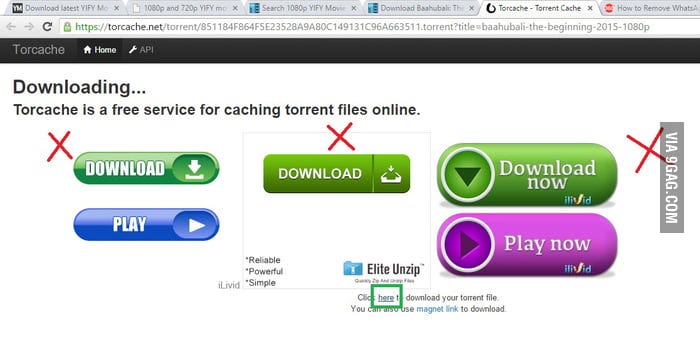 Download latest YIFY Mo
1080p and 720p YIFY mo
Search 1080p YIFY Movie
Download Baahubali: The
Torcache - Torrent Cache
How to Remove WhatsA
https://torcache.net/torrent/851184F864F5E23528A9A80C149131C96A663511.torrent?title=baahubali-the-beginning-2015-1080p
Torcache Home API
Downloading...
Torcache is a free service for caching torrent files online.
DOWNLOAD
PLAY
iLivid
DOWNLOAD
*Reliable
*Powerful
*Simple
Elite Unzip™
Quickly Zip And Unzip Files
Download
now
iLivid
Play now
iLivid
Click here to download your torrent file.
You can also use magnet link to download.
VIA 9GAG.COM